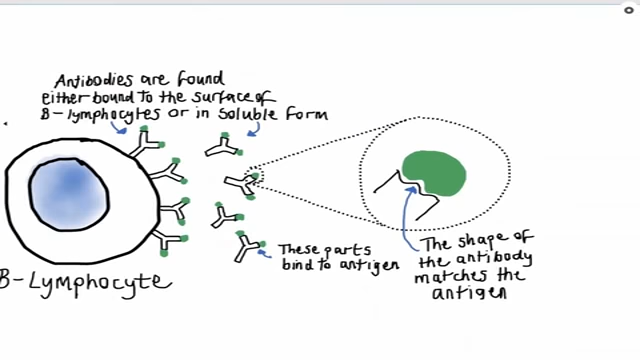 Antibodies are found
either bound to the surface of
B-lymphocytes or in soluble form
These parts
bind to antigen
The shape of
the antibody
matches the
antigen
B-Lymphocyte